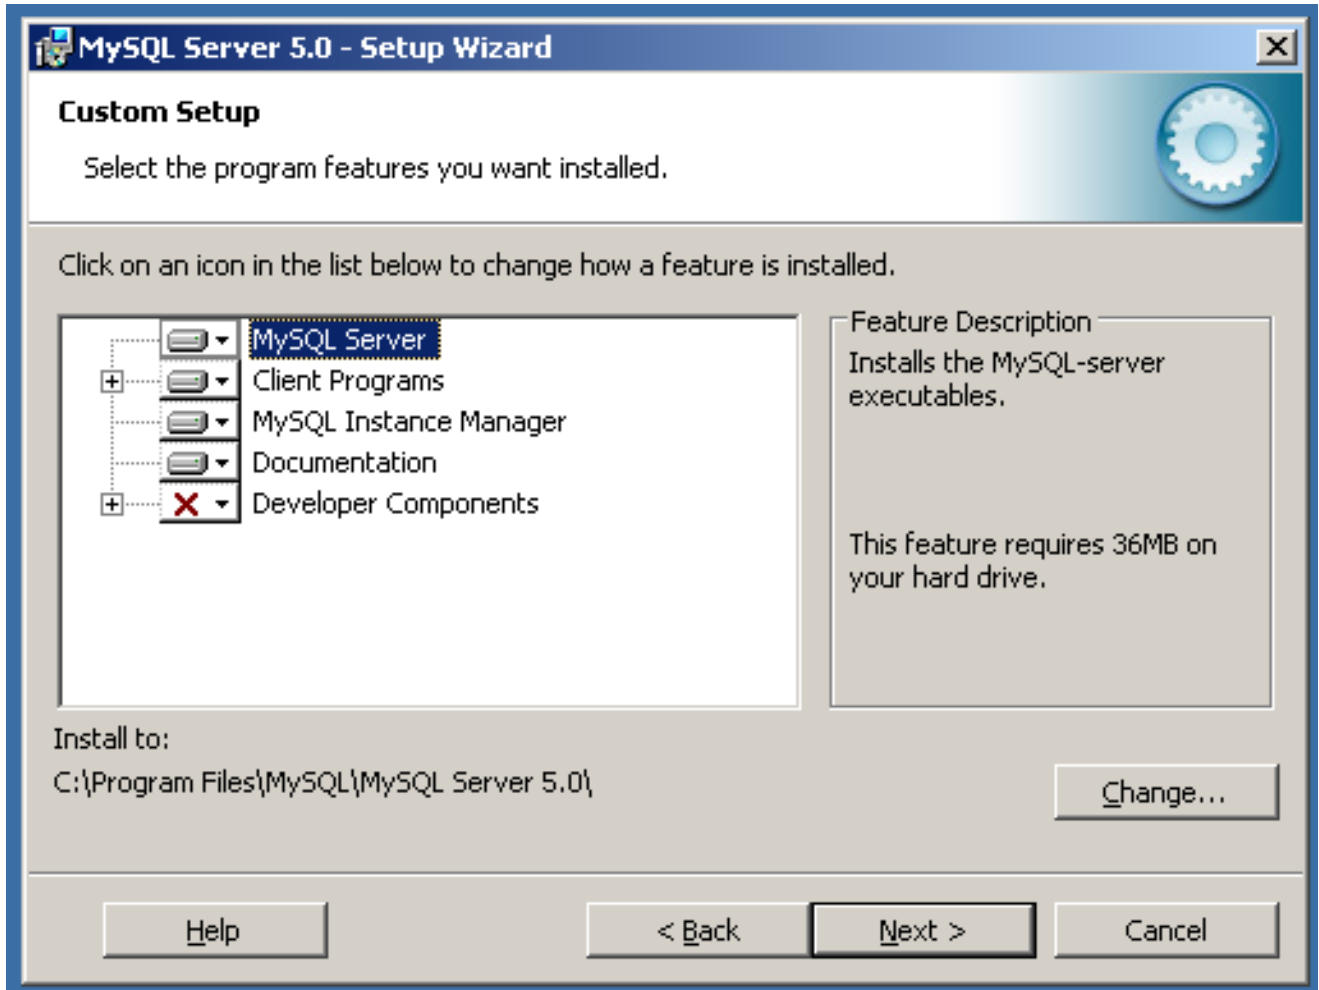 MySQL Server 5.0 - Setup Wizard
Custom Setup
Select the program features you want installed.
Click on an icon in the list below to change how a feature is installed.
MySQL Server
Client Programs
MySQL Instance Manager
Documentation
Developer Components
Feature Description
Installs the MySQL-server
executables.
This feature requires 36MB on
your hard drive.
Install to:
C:\Program Files\MySQL\MySQL Server 5.0\
Change...
Help
< Back
Next >
Cancel